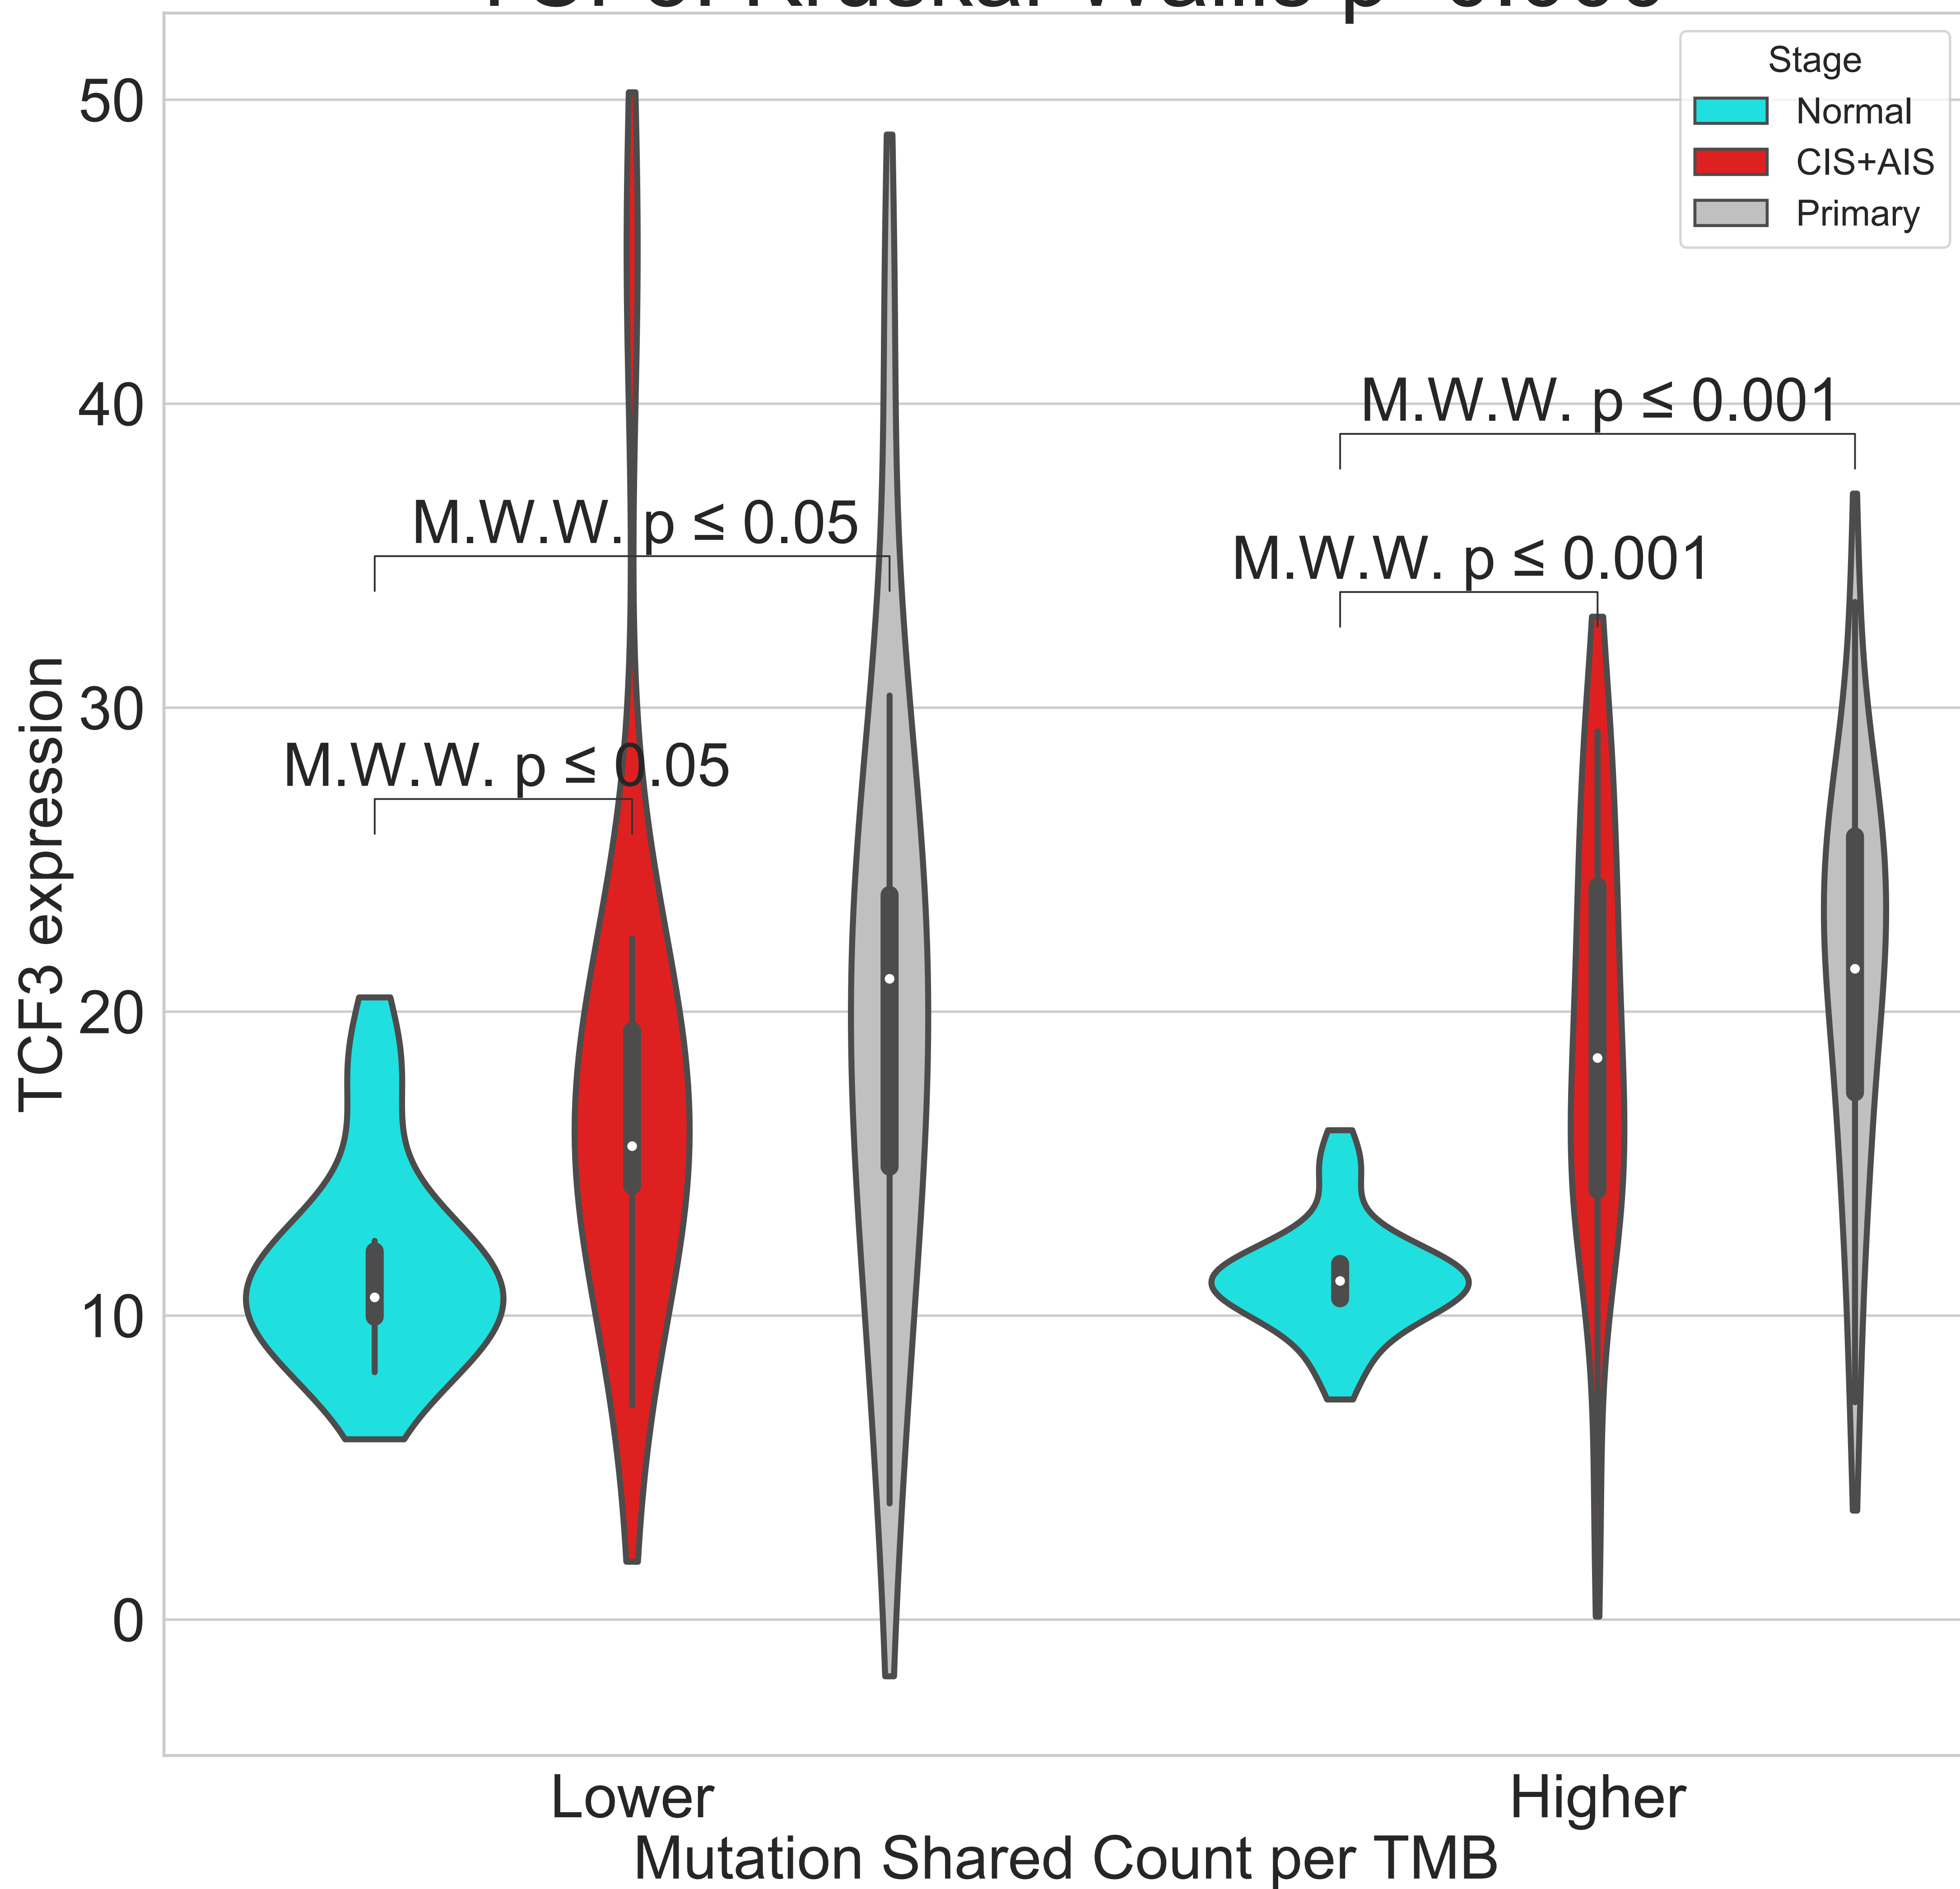 Stage
Normal
CIS+AIS
Primary
50
40
30
20
10
0
TCF3 expression
M.W.W. p ≤ 0.001
M.W.W. p ≤ 0.05
M.W.W. p ≤ 0.001
M.W.W. p ≤ 0.05
Lower
Higher
Mutation Shared Count per TMB